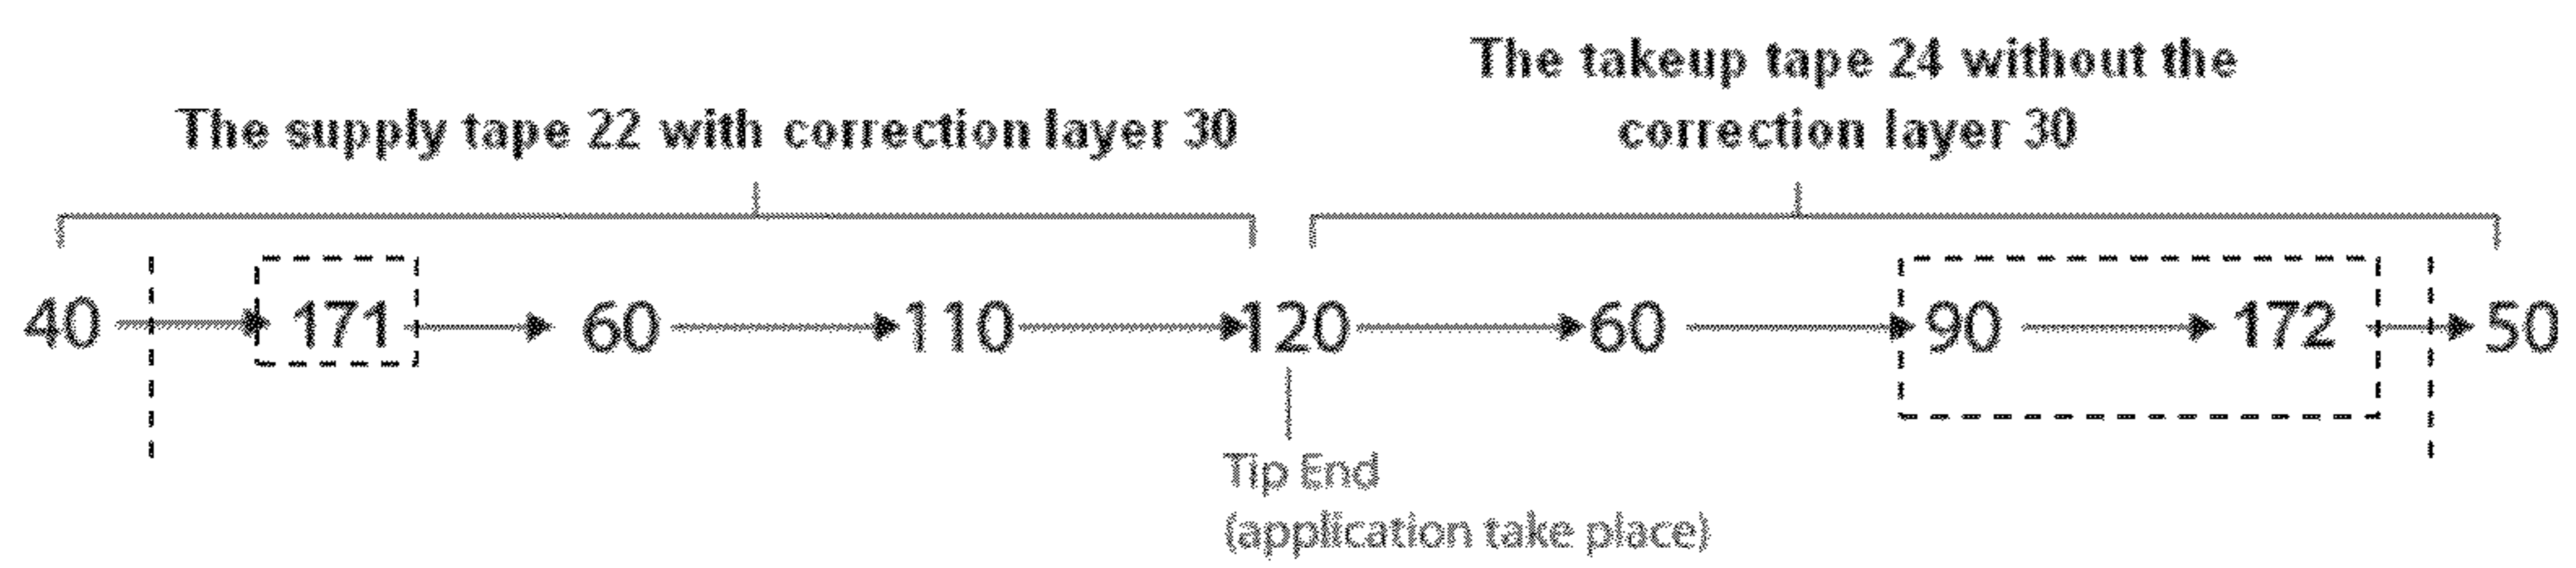 The takeup tape 24 without the
correction layer 30
The supply tape 22 with correction layer 30
40 171 60 110 120 60 90 172 50
Tip End
(application take place)